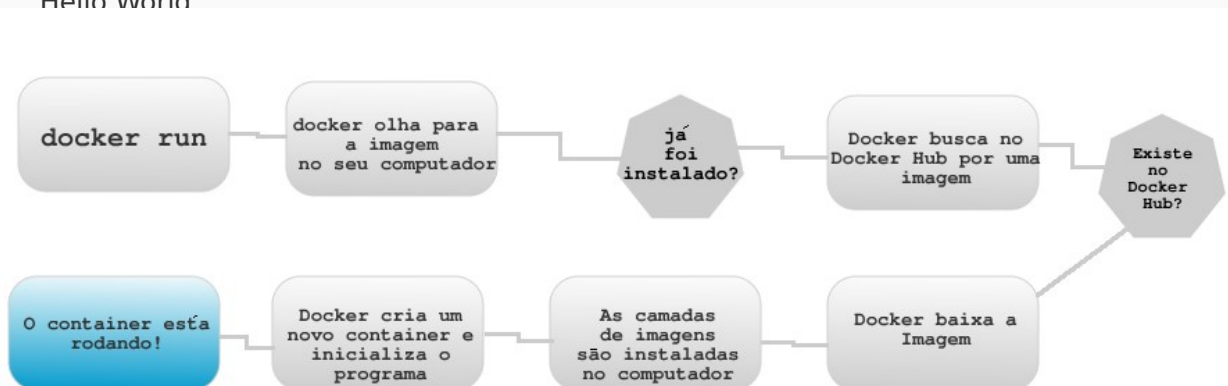 Hello World
docker run
docker olha para
a imagem
no seu computador
já
foi
instalado?
Docker busca no
Docker Hub por uma
imagem
Existe
no
Docker
Hub?
Docker baixa a
Imagem
As camadas
de imagens
são instaladas
no computador
Docker cria um
novo container e
inicializa o
programa
O container está
rodando!